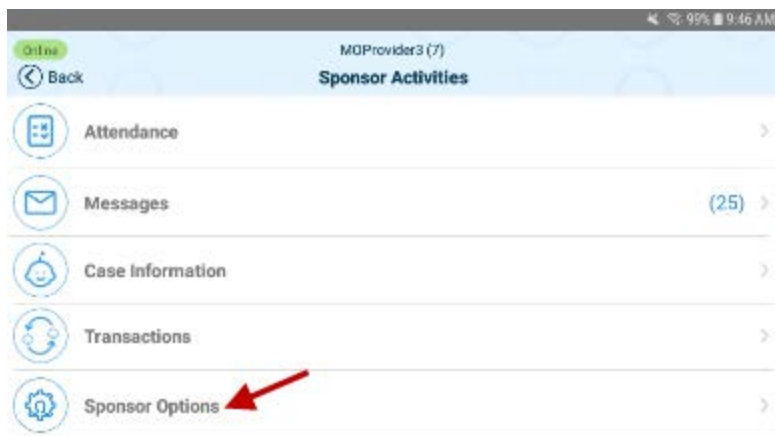 99% 9:46 AM
Online
MOProvider3 (7)
Back
Sponsor Activities
Attendance
Messages
(25)
Case Information
Transactions
Sponsor Options